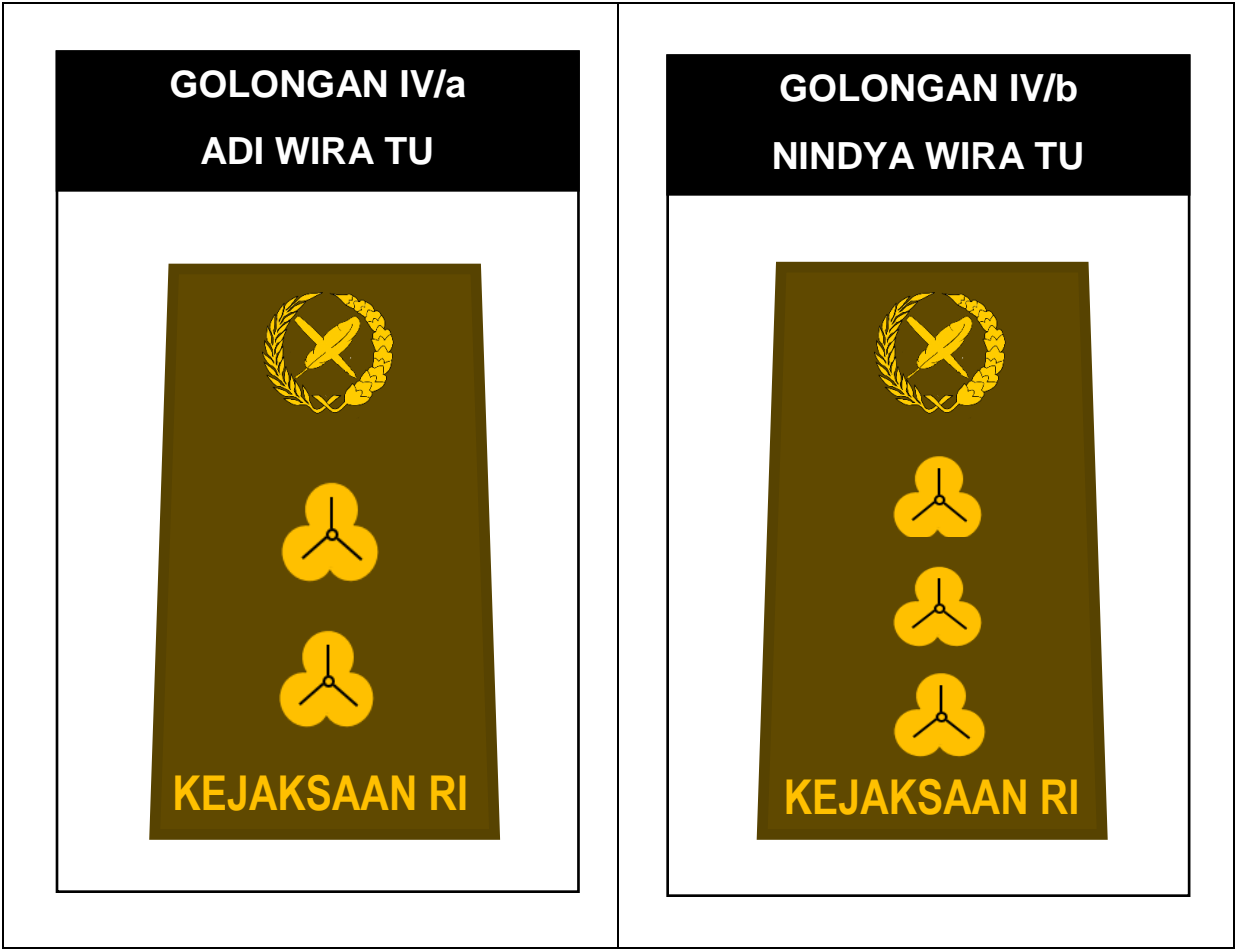 GOLONGAN IV/a
ADI WIRA TU
KEJAKSAAN RI
GOLONGAN IV/b
NINDYA WIRA TU
KEJAKSAAN RI